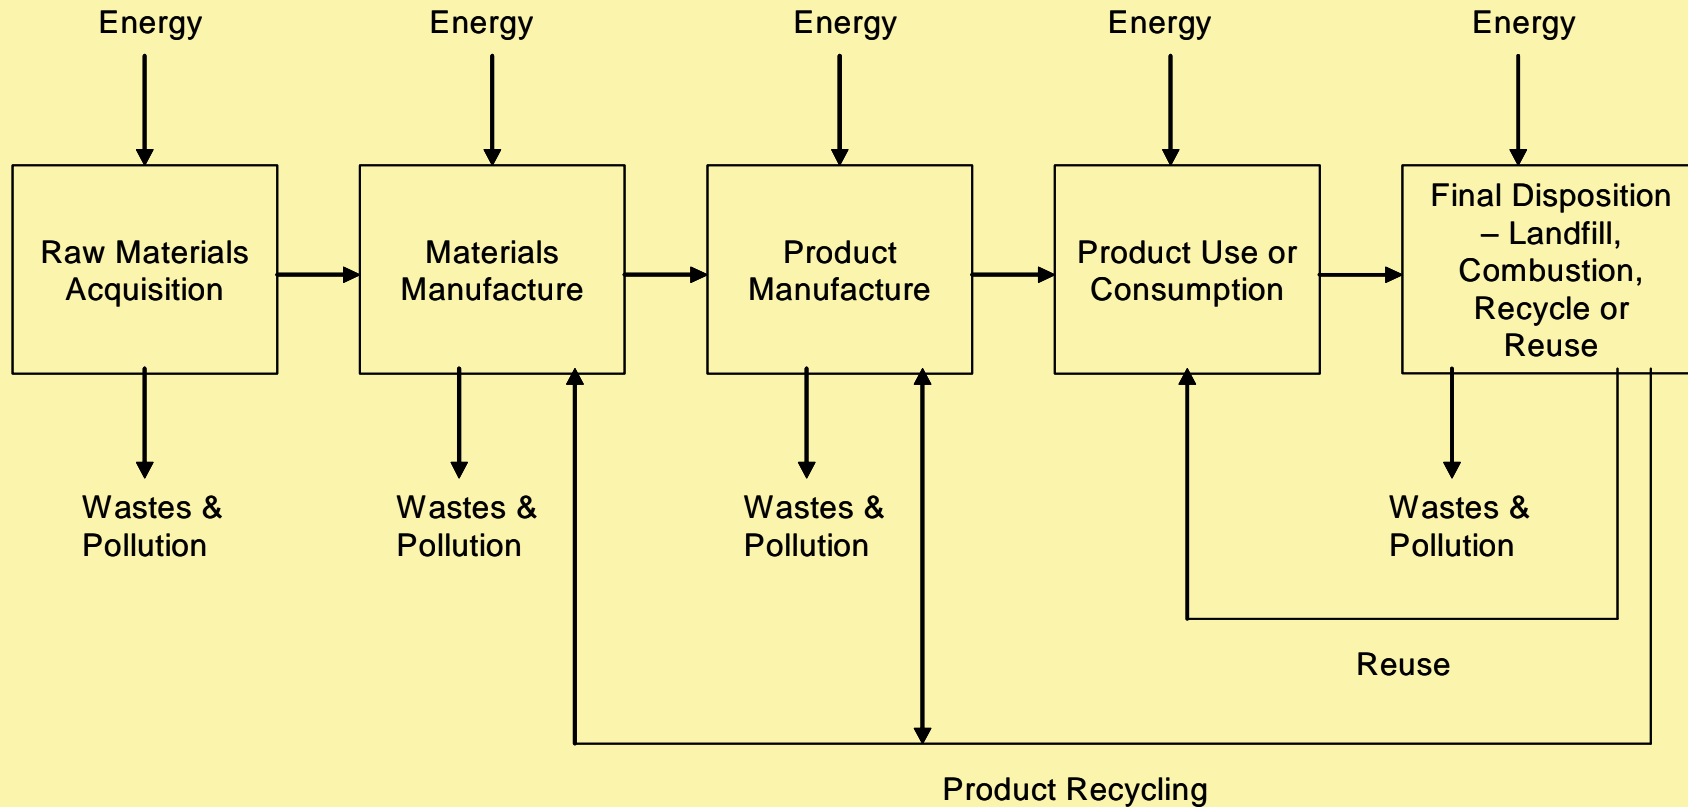 Energy
Energy
Energy
Energy
Energy
Raw Materials
Acquisition
Materials
Manufacture
Product
Manufacture
Product Use or
Consumption
Final Disposition
– Landfill,
Combustion,
Recycle or
Reuse
Wastes &
Pollution
Wastes &
Pollution
Wastes &
Pollution
Wastes &
Pollution
Reuse
Product Recycling